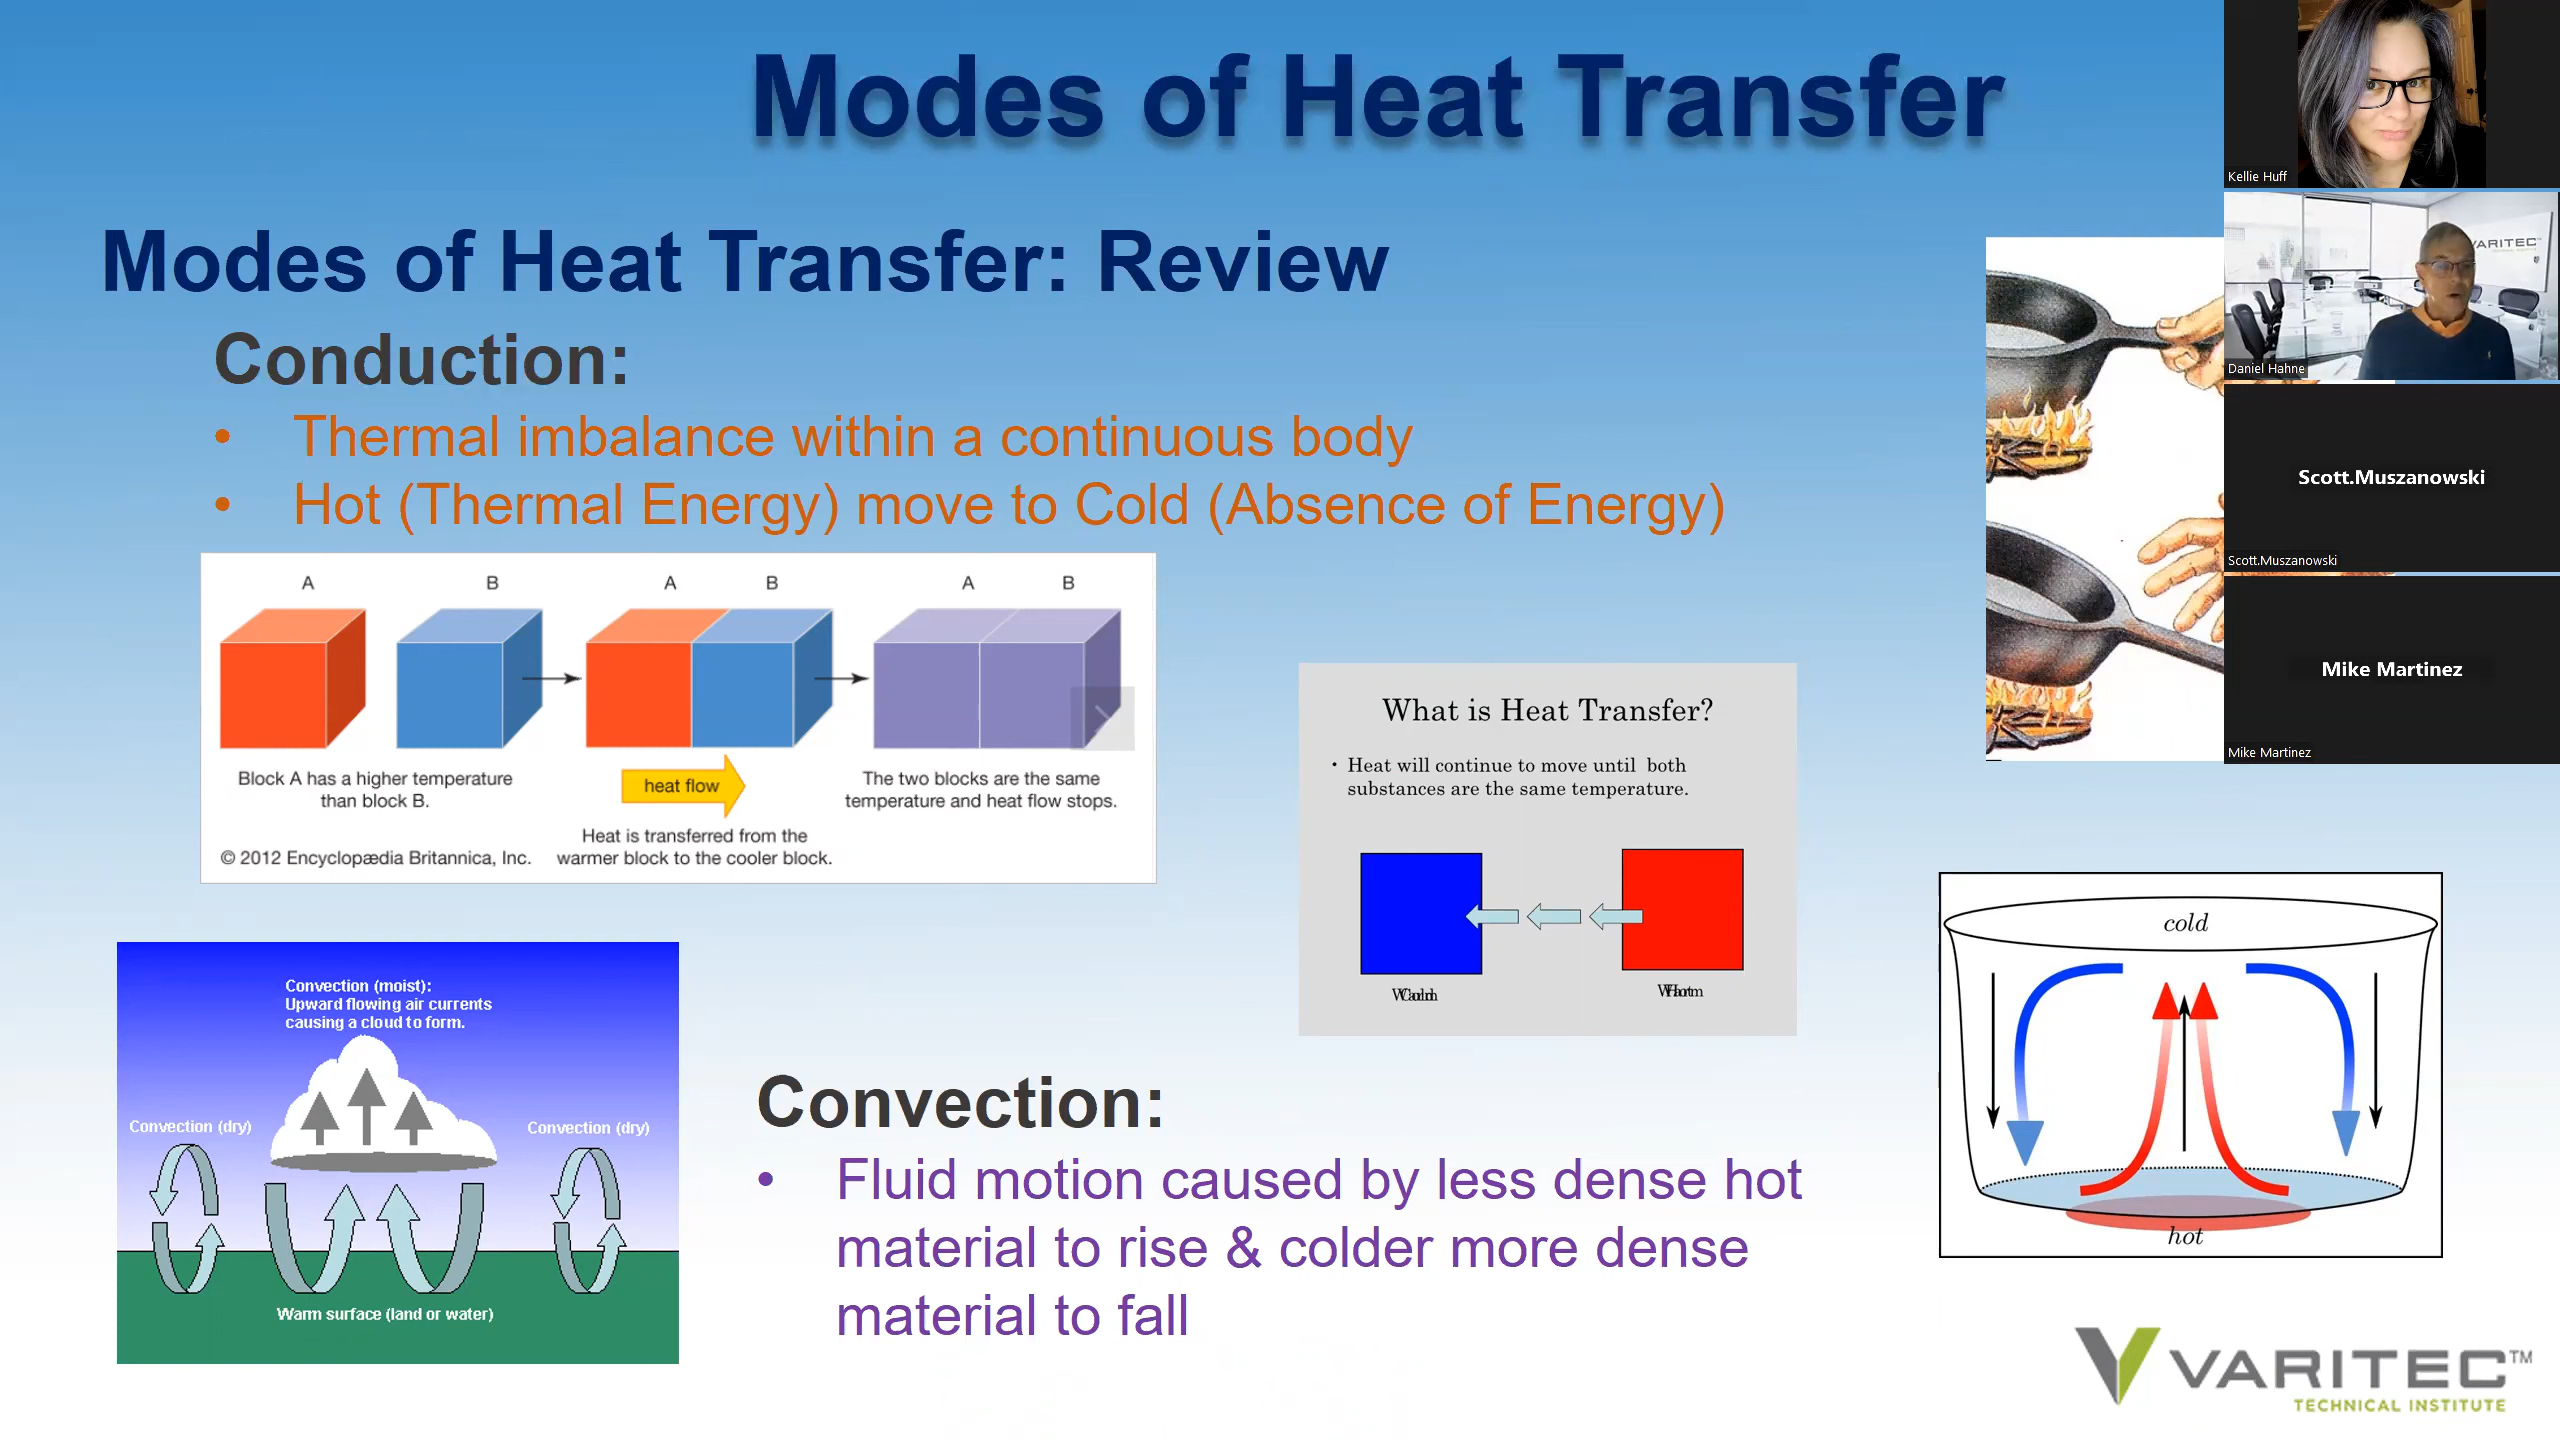 Modes of Heat Transfer
Modes of Heat Transfer: Review
Conduction:
• Thermal imbalance within a continuous body
• Hot (Thermal Energy) move to Cold (Absence of Energy)
A B A B A B
Block A has a higher temperature
than block B.
heat flow
Heat is transferred from the
warmer block to the cooler block.
The two blocks are the same
temperature and heat flow stops.
© 2012 Encyclopædia Britannica, Inc.
What is Heat Transfer?
• Heat will continue to move until both
substances are the same temperature.
Convection (moist):
Upward flowing air currents
causing a cloud to form.
Convection (dry)
Convection (dry)
Warm surface (land or water)
Convection:
• Fluid motion caused by less dense hot
material to rise & colder more dense
material to fall
cold
hot
VARITEC™
TECHNICAL INSTITUTE
Kellie Huff
VARITEC
Daniel Hahne
Scott.Muszanowski
Scott.Muszanowski
Mike Martinez
Mike Martinez